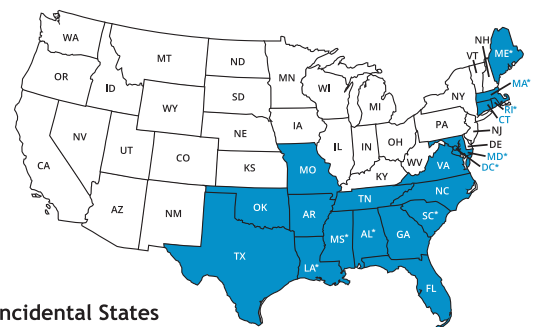 WA
MT
ND
MN
OR
ID
WY
SD
WI
MI
NY
VT
NH
ME*
MA*
RI*
CT
NJ
DE
MD*
DC*
PA
NV
UT
CO
NE
IA
IL
IN
OH
WV
VA
KY
CA
AZ
NM
KS
MO
OK
AR
TN
NC
SC*
TX
LA*
MS*
AL*
GA
FL
ncidental States